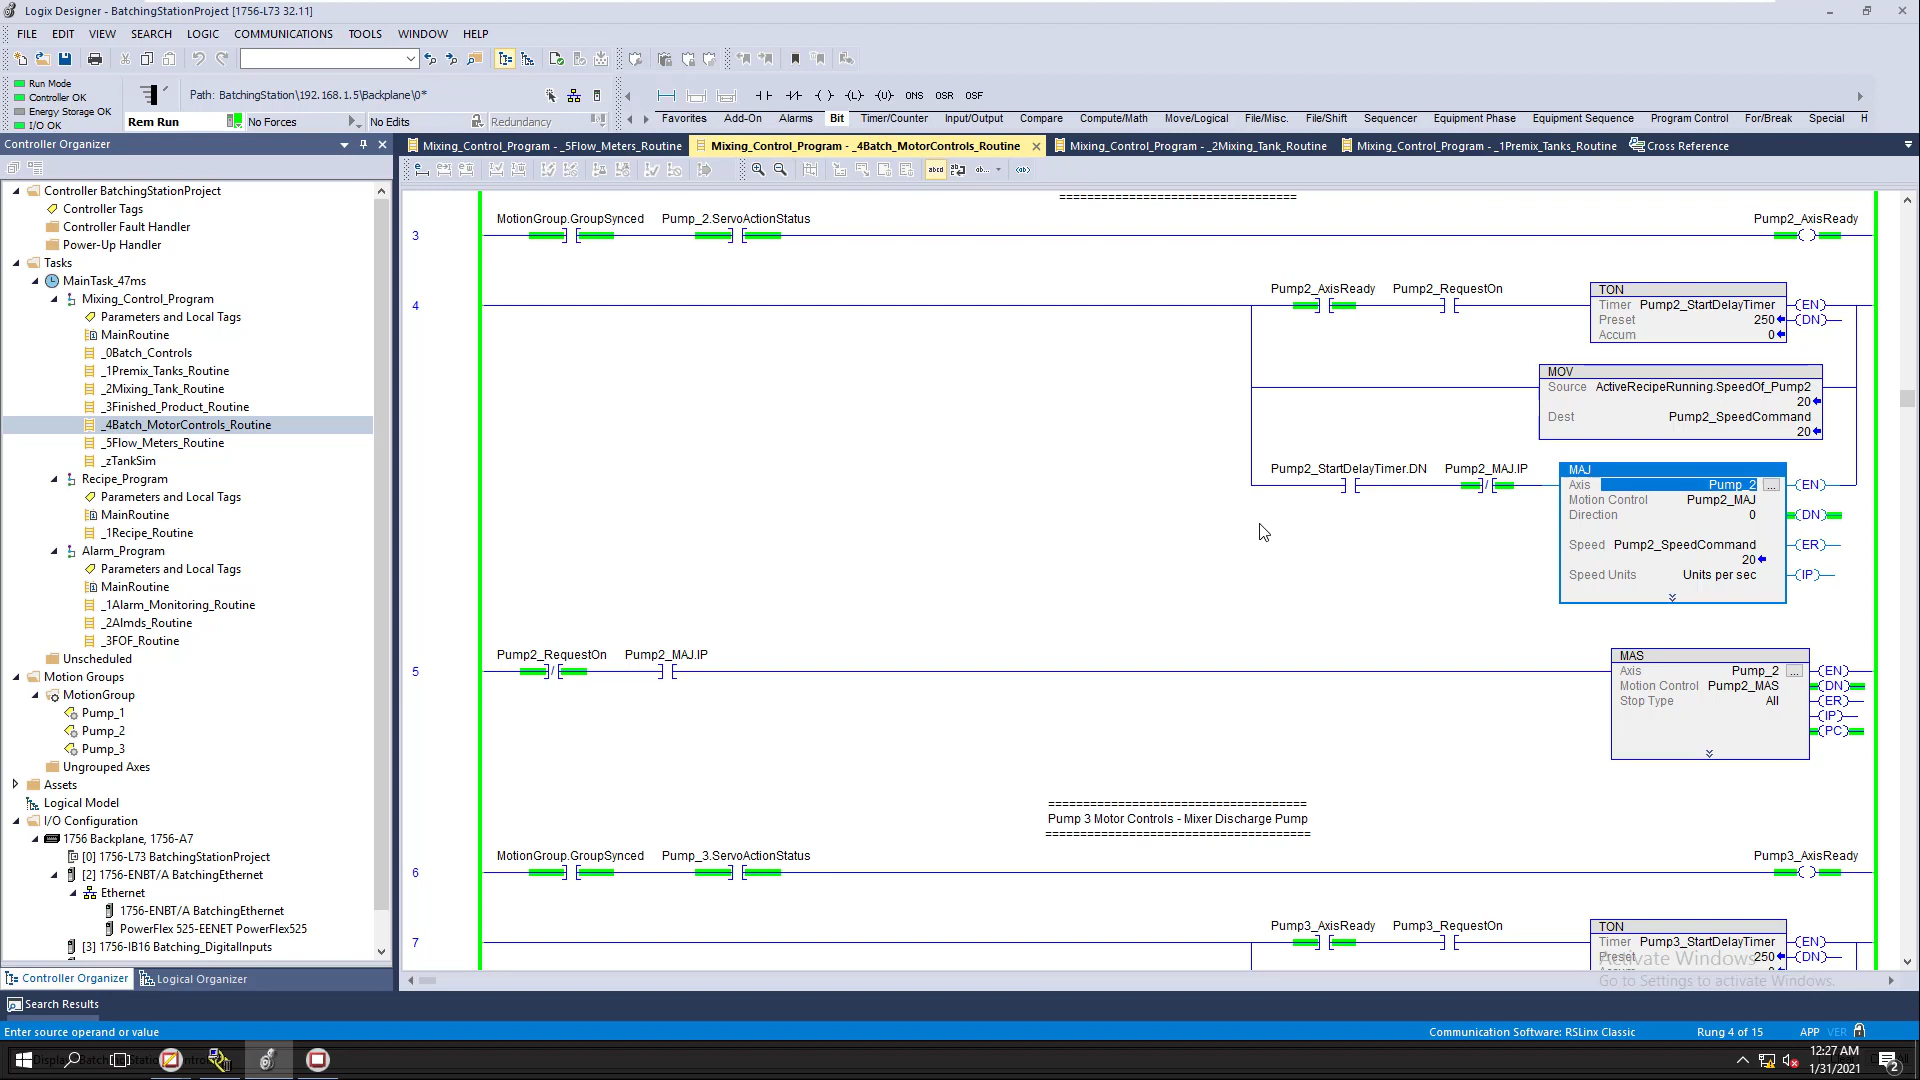 Logix Designer - BatchingStationProject [1756-L73 32.11]
FILE EDIT VIEW SEARCH LOGIC COMMUNICATIONS TOOLS WINDOW HELP
Run Mode
Controller OK
Energy Storage OK
I/O OK
Path: BatchingStation\192.168.1.5\Backplane\0*
Rem Run No Forces No Edits Redundancy
(L) (U) ONS OSR OSF
Favorites Add-On Alarms Bit Timer/Counter Input/Output Compare Compute/Math Move/Logical File/Misc. File/Shift Sequencer Equipment Phase Equipment Sequence Program Control For/Break Special H
Controller Organizer
Mixing_Control_Program - _5Flow_Meters_Routine
Mixing_Control_Program - _4Batch_MotorControls_Routine
Mixing_Control_Program - _2Mixing_Tank_Routine
Mixing_Control_Program - _1Premix_Tanks_Routine
Cross Reference
Controller BatchingStationProject
Controller Tags
Controller Fault Handler
Power-Up Handler
Tasks
MainTask_47ms
Mixing_Control_Program
Parameters and Local Tags
MainRoutine
_0Batch_Controls
_1Premix_Tanks_Routine
_2Mixing_Tank_Routine
_3Finished_Product_Routine
_4Batch_MotorControls_Routine
_5Flow_Meters_Routine
_zTankSim
Recipe_Program
Parameters and Local Tags
MainRoutine
_1Recipe_Routine
Alarm_Program
Parameters and Local Tags
MainRoutine
_1Alarm_Monitoring_Routine
_2Almds_Routine
_3FOF_Routine
Unscheduled
Motion Groups
MotionGroup
Pump_1
Pump_2
Pump_3
Ungrouped Axes
Assets
Logical Model
I/O Configuration
1756 Backplane, 1756-A7
[0] 1756-L73 BatchingStationProject
[2] 1756-ENBT/A BatchingEthernet
Ethernet
1756-ENBT/A BatchingEthernet
PowerFlex 525-EENET PowerFlex525
[3] 1756-IB16 Batching_DigitalInputs
Controller Organizer Logical Organizer
==================================
MotionGroup.GroupSynced Pump_2.ServoActionStatus Pump2_AxisReady
3
Pump2_AxisReady Pump2_RequestOn TON
4 Timer Pump2_StartDelayTimer (EN)
Preset 250 (DN)
Accum 0
MOV
Source ActiveRecipeRunning.SpeedOf_Pump2
20
Dest Pump2_SpeedCommand
20
Pump2_StartDelayTimer.DN Pump2_MAJ.IP MAJ
Axis Pump_2 ... (EN)
Motion Control Pump2_MAJ
Direction 0 (DN)
Speed Pump2_SpeedCommand (ER)
20
Speed Units Units per sec (IP)
Pump2_RequestOn Pump2_MAJ.IP MAS
5 Axis Pump_2 ... (EN)
Motion Control Pump2_MAS (DN)
Stop Type All (ER)
(IP)
(PC)
=====================================
Pump 3 Motor Controls - Mixer Discharge Pump
======================================
MotionGroup.GroupSynced Pump_3.ServoActionStatus Pump3_AxisReady
6
Pump3_AxisReady Pump3_RequestOn TON
7 Timer Pump3_StartDelayTimer (EN)
Preset 250 (DN)
Activate Windows
Go to Settings to activate Windows.
Search Results
Enter source operand or value Communication Software: RSLinx Classic Rung 4 of 15 APP VER
12:27 AM
1/31/2021
2